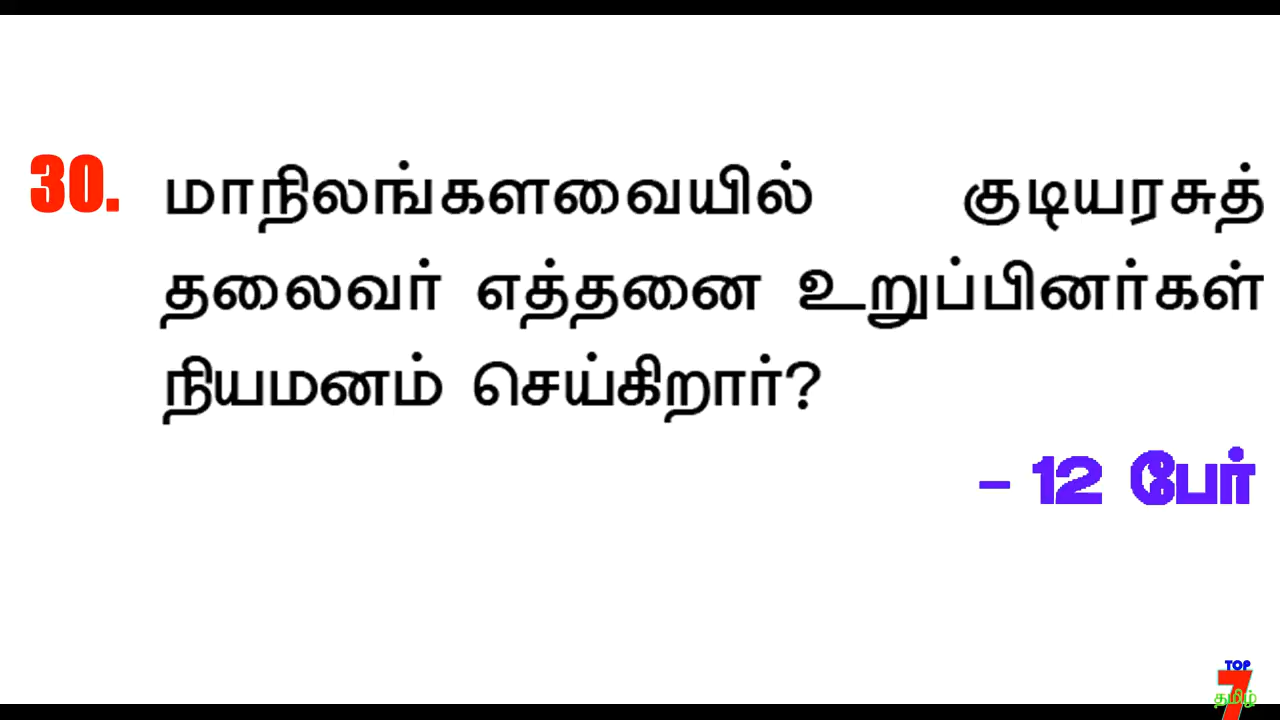 30. மாநிலங்களவையில் குடியரசுத்
தலைவர் எத்தனை உறுப்பினர்கள்
நியமனம் செய்கிறார்?
- 12 பேர்
TOP
7
தமிழ்